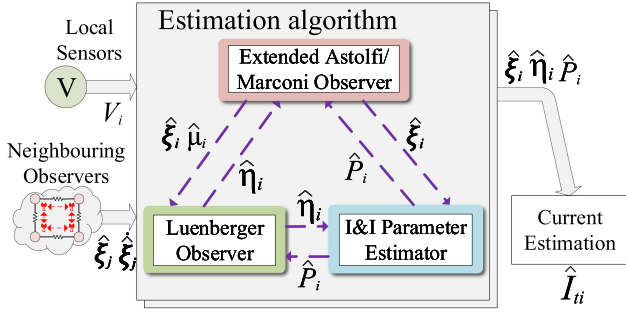 Estimation algorithm
Local
Sensors
V
V_i
Neighbouring
Observers
ξ̂_j ξ̂̇_j
Extended Astolfi/
Marconi Observer
ξ̂_i μ̂_i
η̂_i
P̂_i
ξ̂_i
Luenberger
Observer
η̂_i
P̂_i
I&I Parameter
Estimator
ξ̂_i η̂_i P̂_i
Current
Estimation
Î_ti